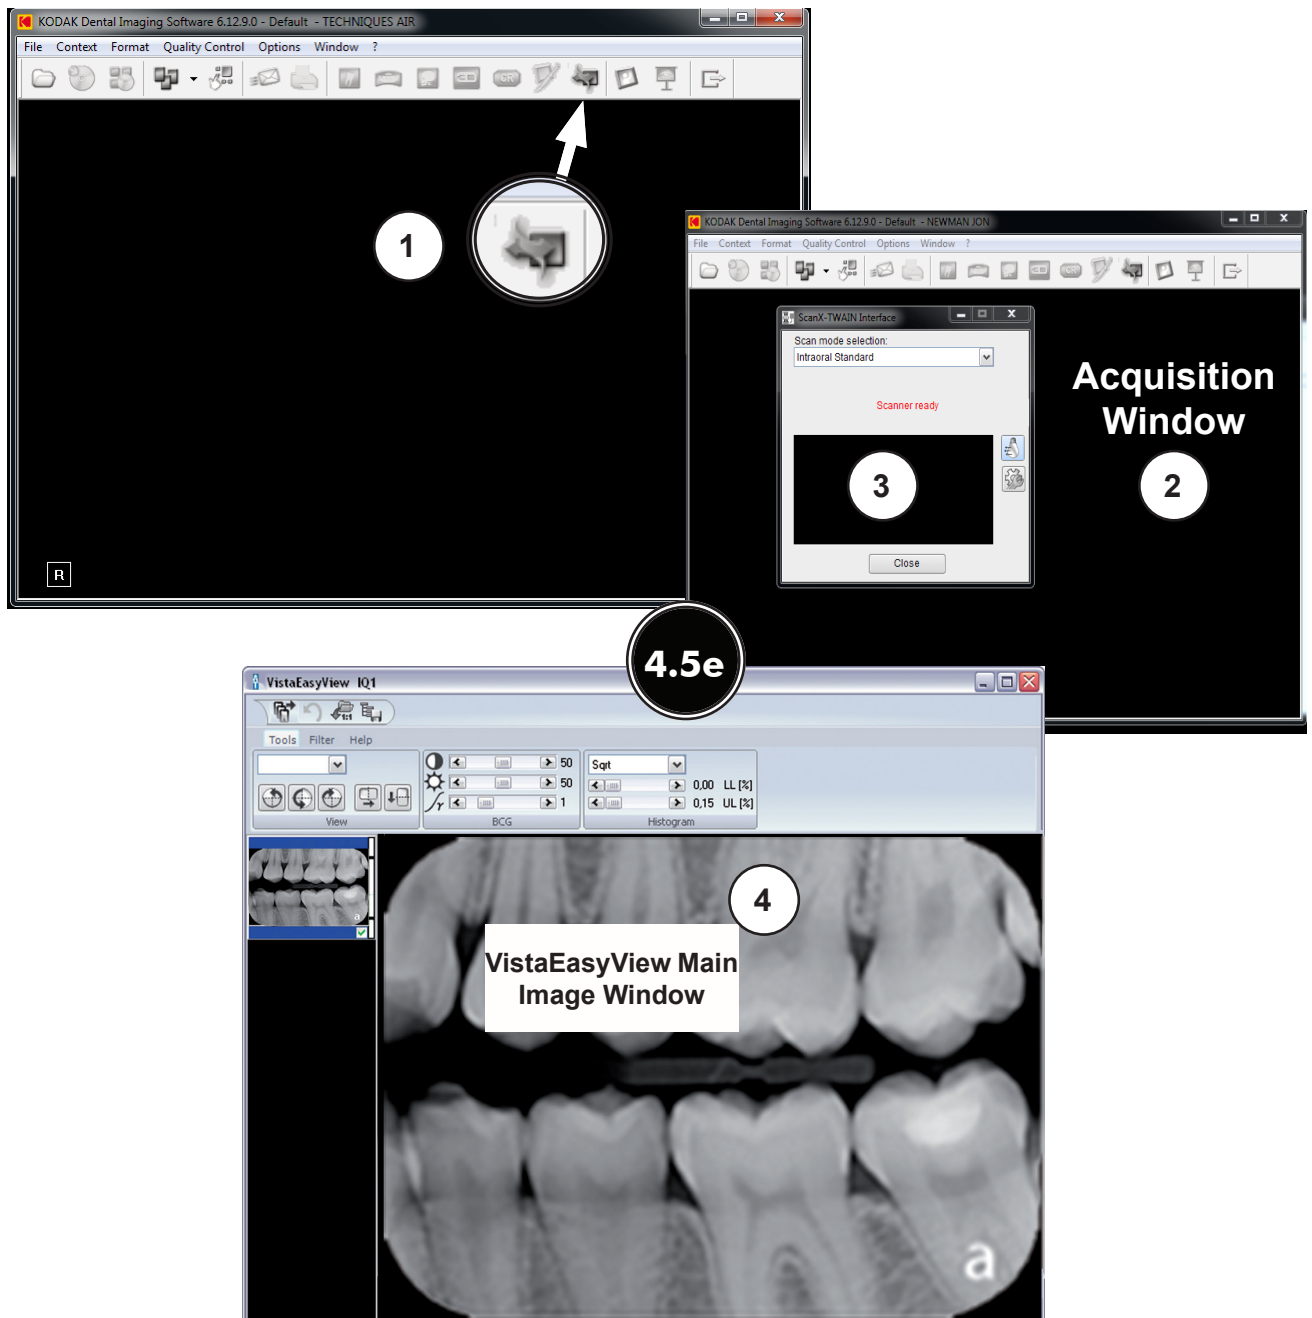 KODAK Dental Imaging Software 6.12.9.0 - Default - TECHNIQUES AIR
File Context Format Quality Control Options Window ?
CR
1
R
KODAK Dental Imaging Software 6.12.9.0 - Default - NEWMAN JON
File Context Format Quality Control Options Window ?
ScanX-TWAIN Interface
Scan mode selection:
Intraoral Standard
Scanner ready
3
Close
Acquisition
Window
2
4.5e
VistaEasyView IQ1
1:1
Tools Filter Help
50
50
1
View
BCG
Sqrt
0,00 LL [%]
0,15 UL [%]
Histogram
a
4
VistaEasyView Main
Image Window
a